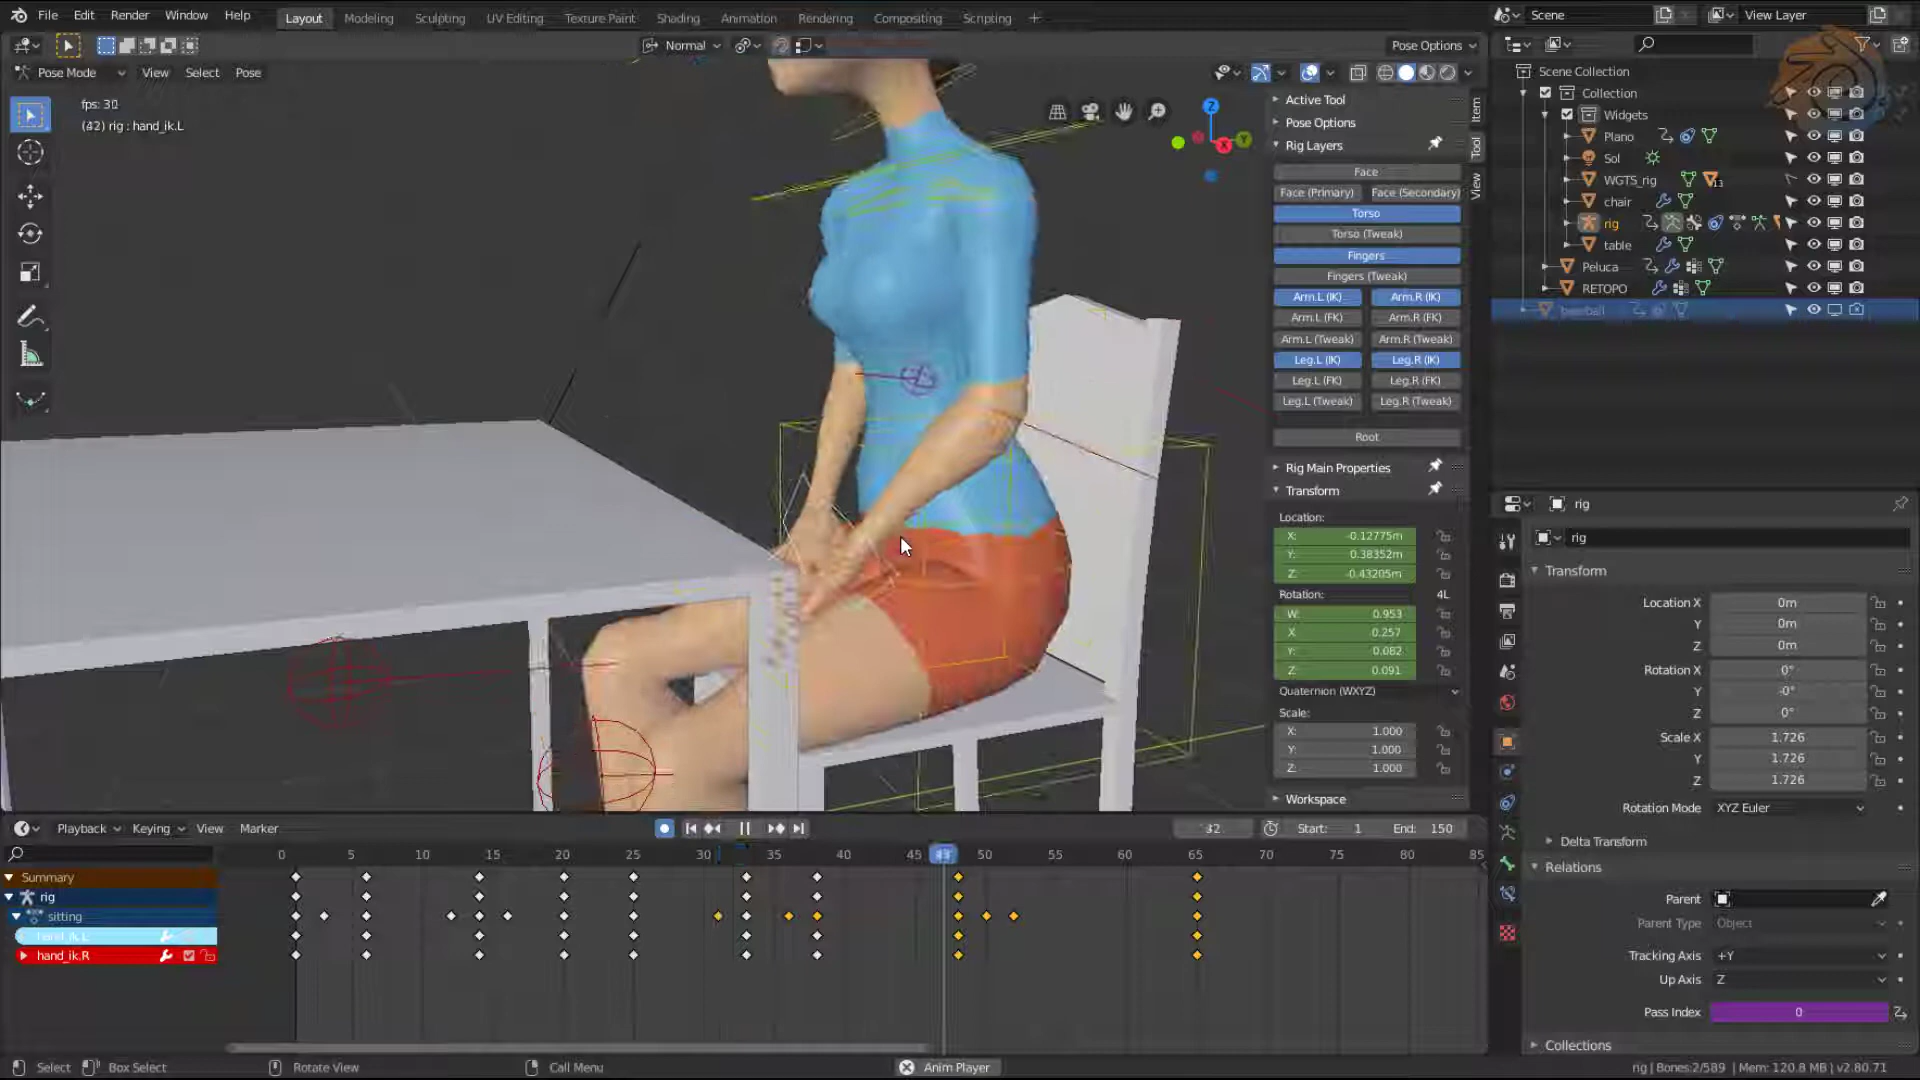 File Edit Render Window Help
Layout Modeling Sculpting UV Editing Texture Paint Shading Animation Rendering Compositing Scripting +
Scene View Layer
Normal Pose Options
Pose Mode View Select Pose
fps: 30
(42) rig : hand_ik.L
Z
X
Y
Item
Tool
View
Active Tool
Pose Options
Rig Layers
Face
Face (Primary) Face (Secondary)
Torso
Torso (Tweak)
Fingers
Fingers (Tweak)
Arm.L (IK) Arm.R (IK)
Arm.L (FK) Arm.R (FK)
Arm.L (Tweak) Arm.R (Tweak)
Leg.L (IK) Leg.R (IK)
Leg.L (FK) Leg.R (FK)
Leg.L (Tweak) Leg.R (Tweak)
Root
Rig Main Properties
Transform
Location:
X: -0.12775m
Y: 0.38352m
Z: -0.43205m
Rotation: 4L
W: 0.953
X: 0.257
Y: 0.082
Z: 0.091
Quaternion (WXYZ)
Scale:
X: 1.000
Y: 1.000
Z: 1.000
Workspace
Scene Collection
Collection
Widgets
Plano
Sol
WGTS_rig 13
chair
rig
table
Peluca
RETOPO
rig
rig
Transform
Location X 0m
Y 0m
Z 0m
Rotation X 0°
Y -0°
Z 0°
Scale X 1.726
Y 1.726
Z 1.726
Rotation Mode XYZ Euler
Delta Transform
Relations
Parent
Parent Type Object
Tracking Axis +Y
Up Axis Z
Pass Index 0
Collections
Playback Keying View Marker
Start: 1 End: 150
0 5 10 15 20 25 30 35 40 45 50 55 60 65 70 75 80 85
Summary
rig
sitting
hand_ik.L
hand_ik.R
Select Box Select Rotate View Call Menu Anim Player
rig | Bones:2/589 | Mem: 120.8 MB | v2.80.71